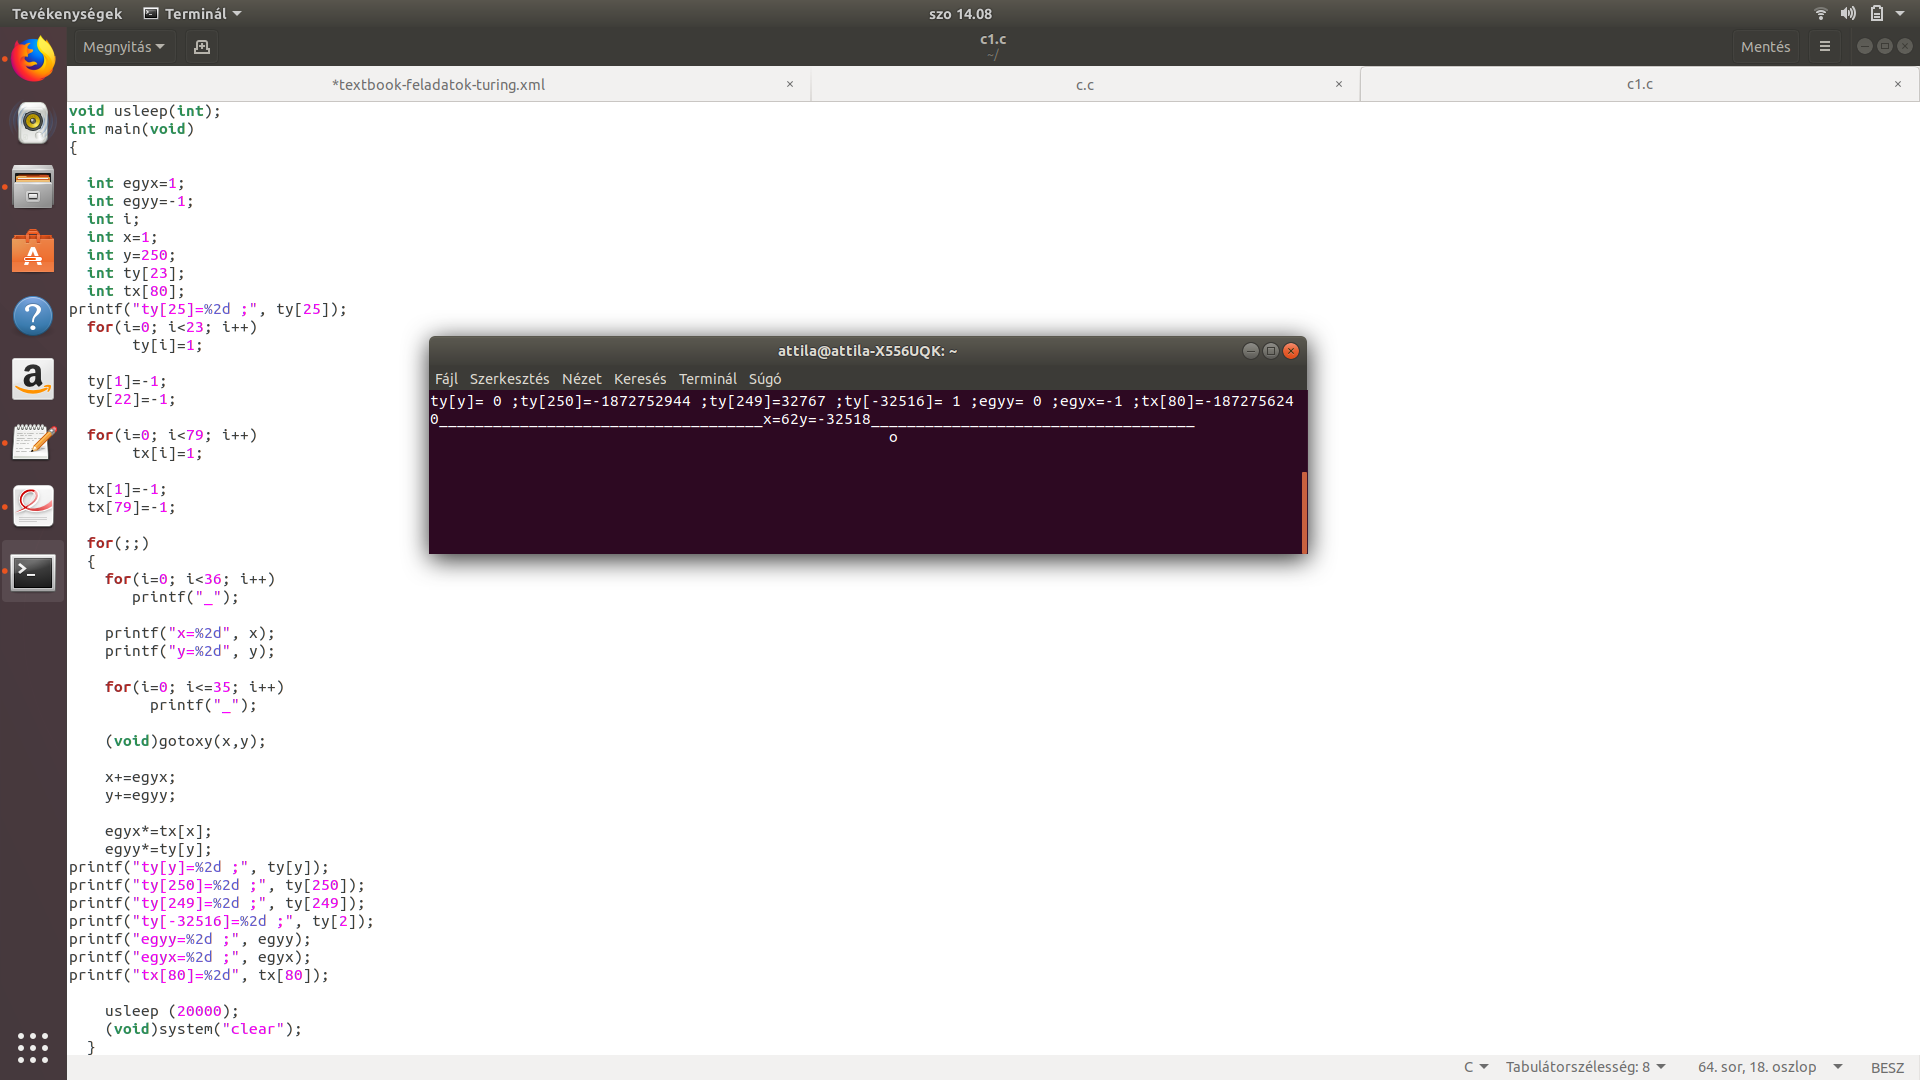 Tevékenységek Terminál szo 14.08
Megnyitás c1.c Mentés
~/
*textbook-feladatok-turing.xml × c.c × c1.c ×
void usleep(int);
int main(void)
{
int egyx=1;
int egyy=-1;
int i;
int x=1;
int y=250;
int ty[23];
int tx[80];
printf("ty[25]=%2d ;", ty[25]);
for(i=0; i<23; i++)
ty[i]=1;
ty[1]=-1;
ty[22]=-1;
for(i=0; i<79; i++)
tx[i]=1;
tx[1]=-1;
tx[79]=-1;
for(;;)
{
for(i=0; i<36; i++)
printf("_");
printf("x=%2d", x);
printf("y=%2d", y);
for(i=0; i<=35; i++)
printf("_");
(void)gotoxy(x,y);
x+=egyx;
y+=egyy;
egyx*=tx[x];
egyy*=ty[y];
printf("ty[y]=%2d ;", ty[y]);
printf("ty[250]=%2d ;", ty[250]);
printf("ty[249]=%2d ;", ty[249]);
printf("ty[-32516]=%2d ;", ty[2]);
printf("egyy=%2d ;", egyy);
printf("egyx=%2d ;", egyx);
printf("tx[80]=%2d", tx[80]);
usleep (20000);
(void)system("clear");
}
attila@attila-X556UQK: ~
Fájl Szerkesztés Nézet Keresés Terminál Súgó
ty[y]= 0 ;ty[250]=-1872752944 ;ty[249]=32767 ;ty[-32516]= 1 ;egyy= 0 ;egyx=-1 ;tx[80]=-187275624
0____________________________________x=62y=-32518____________________________________
o
C Tabulátorszélesség: 8 64. sor, 18. oszlop BESZ